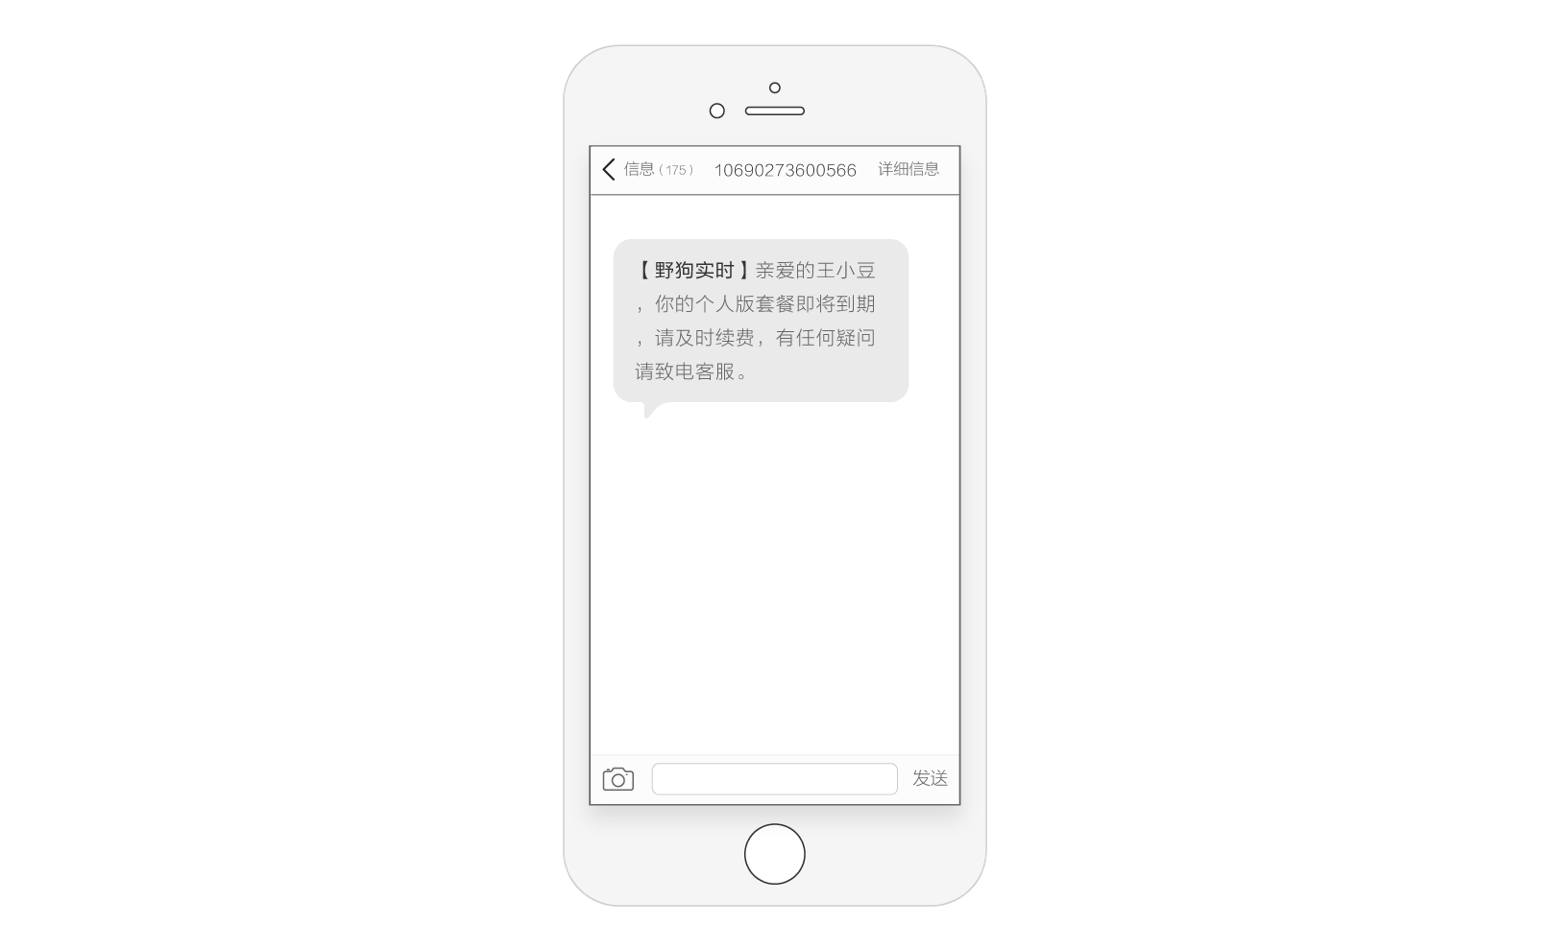 信息（175） 10690273600566 详细信息
【野狗实时】亲爱的王小豆
，你的个人版套餐即将到期
，请及时续费，有任何疑问
请致电客服。
发送